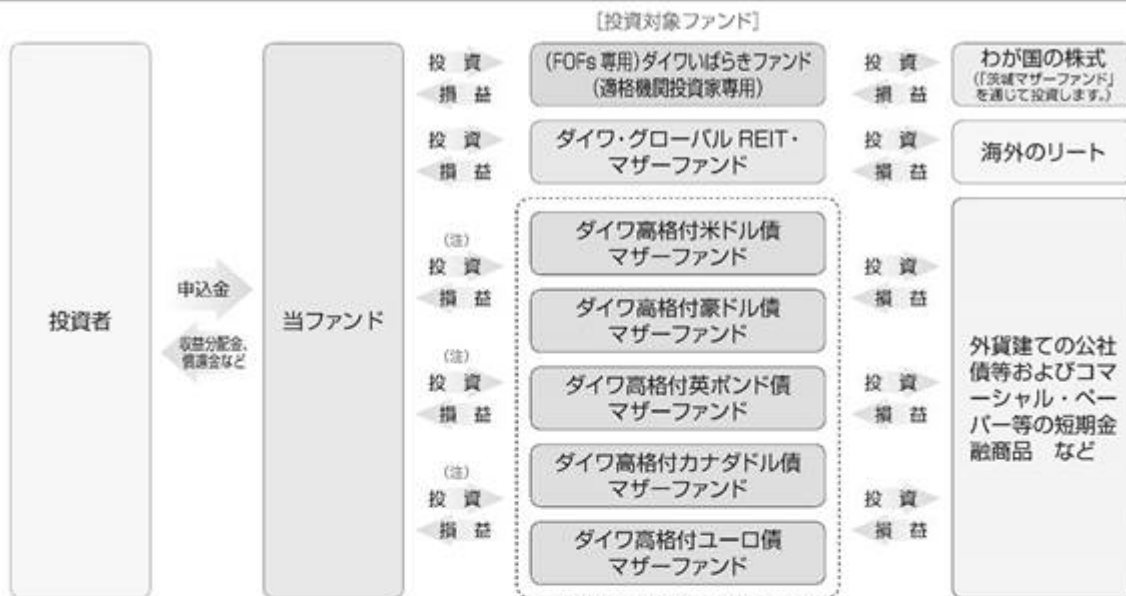 [投資対象ファンド]
投資者
申込金
収益分配金、
償還金など
当ファンド
投 資
損 益
(FOFs専用)ダイワいばらきファンド
(適格機関投資家専用)
投 資
損 益
わが国の株式
(「茨城マザーファンド」
を通じて投資します。)
投 資
損 益
ダイワ・グローバル REIT・
マザーファンド
投 資
損 益
海外のリート
(注)
投 資
損 益
ダイワ高格付米ドル債
マザーファンド
投 資
損 益
ダイワ高格付豪ドル債
マザーファンド
(注)
投 資
損 益
ダイワ高格付英ポンド債
マザーファンド
投 資
損 益
ダイワ高格付カナダドル債
マザーファンド
(注)
投 資
損 益
ダイワ高格付ユーロ債
マザーファンド
投 資
損 益
外貨建ての公社
債等およびコマ
ーシャル・ペー
パー等の短期金
融商品 など